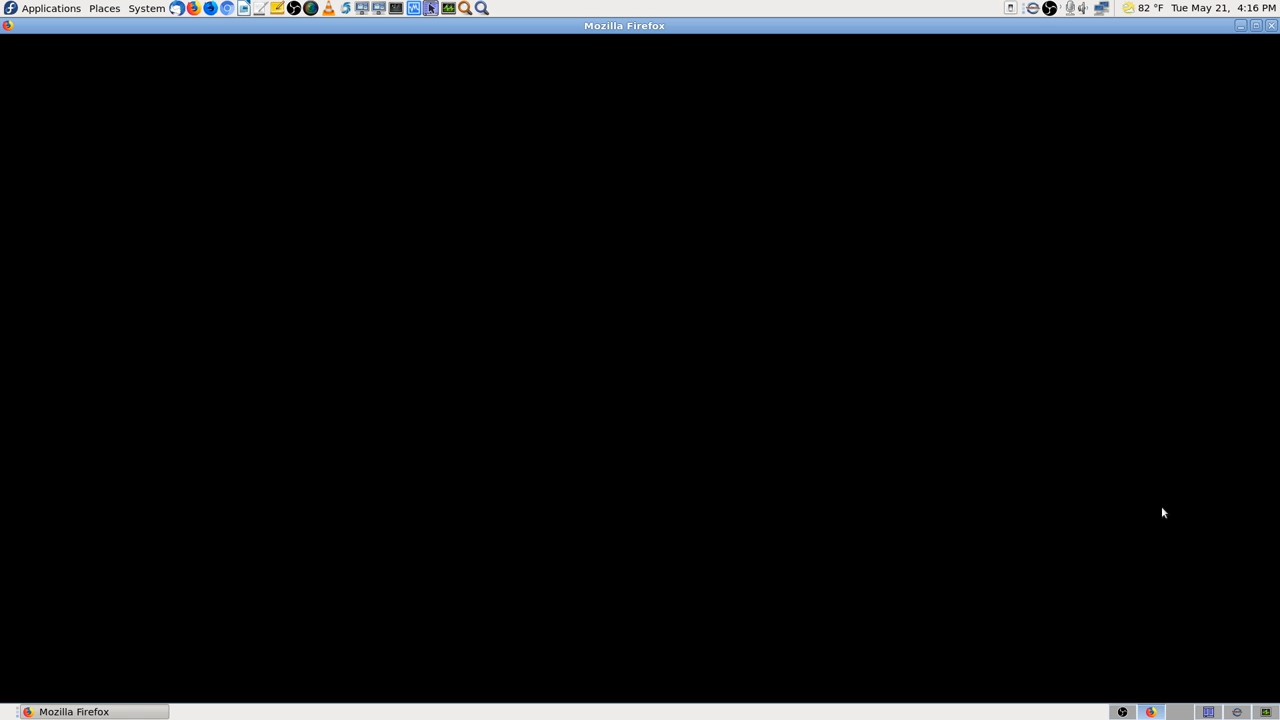 Applications Places System 82 °F Tue May 21, 4:16 PM
Mozilla Firefox
Mozilla Firefox